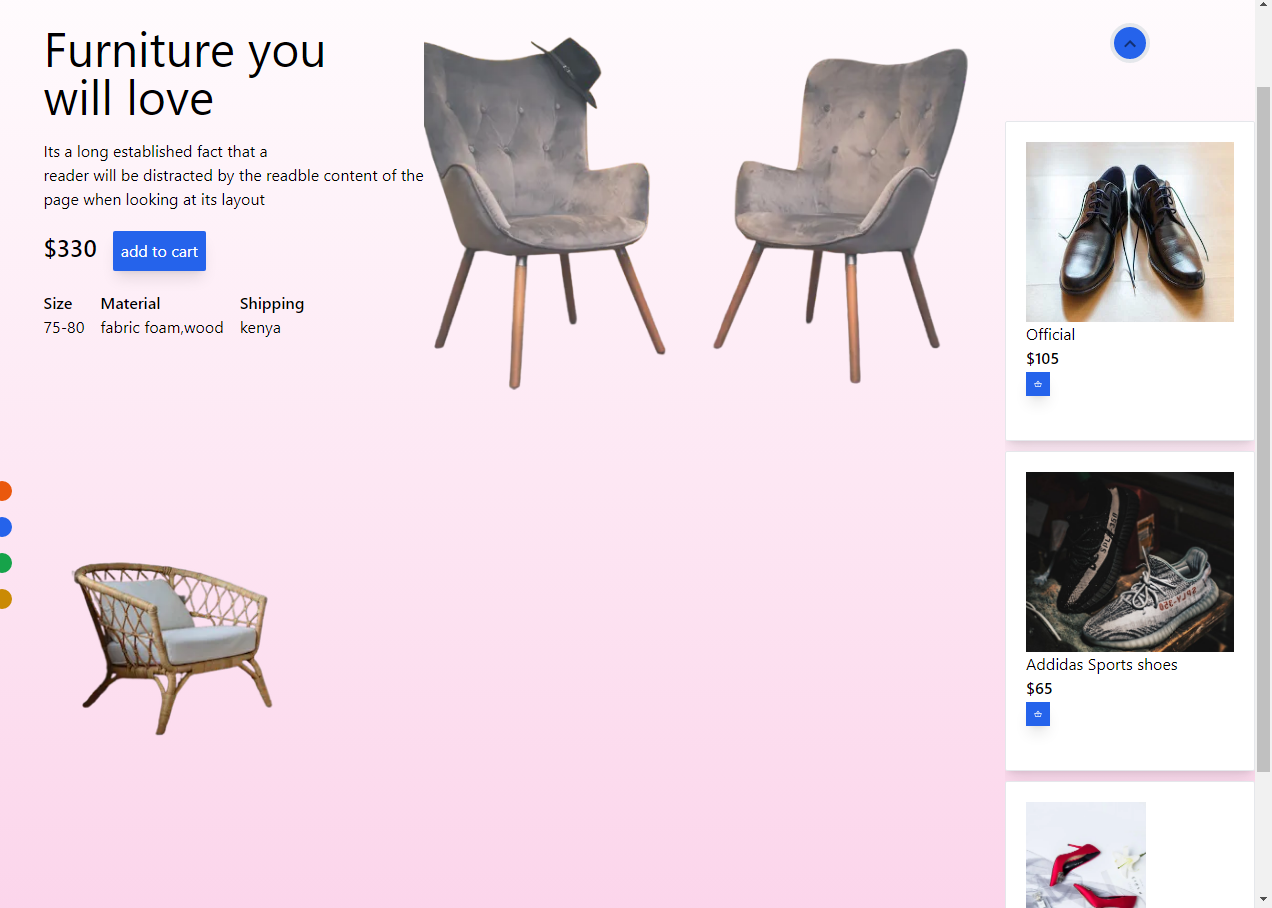 Furniture you
will love
Its a long established fact that a
reader will be distracted by the readble content of the
page when looking at its layout
$330
add to cart
Size Material Shipping
75-80 fabric foam,wood kenya
Official
$105
Addidas Sports shoes
$65